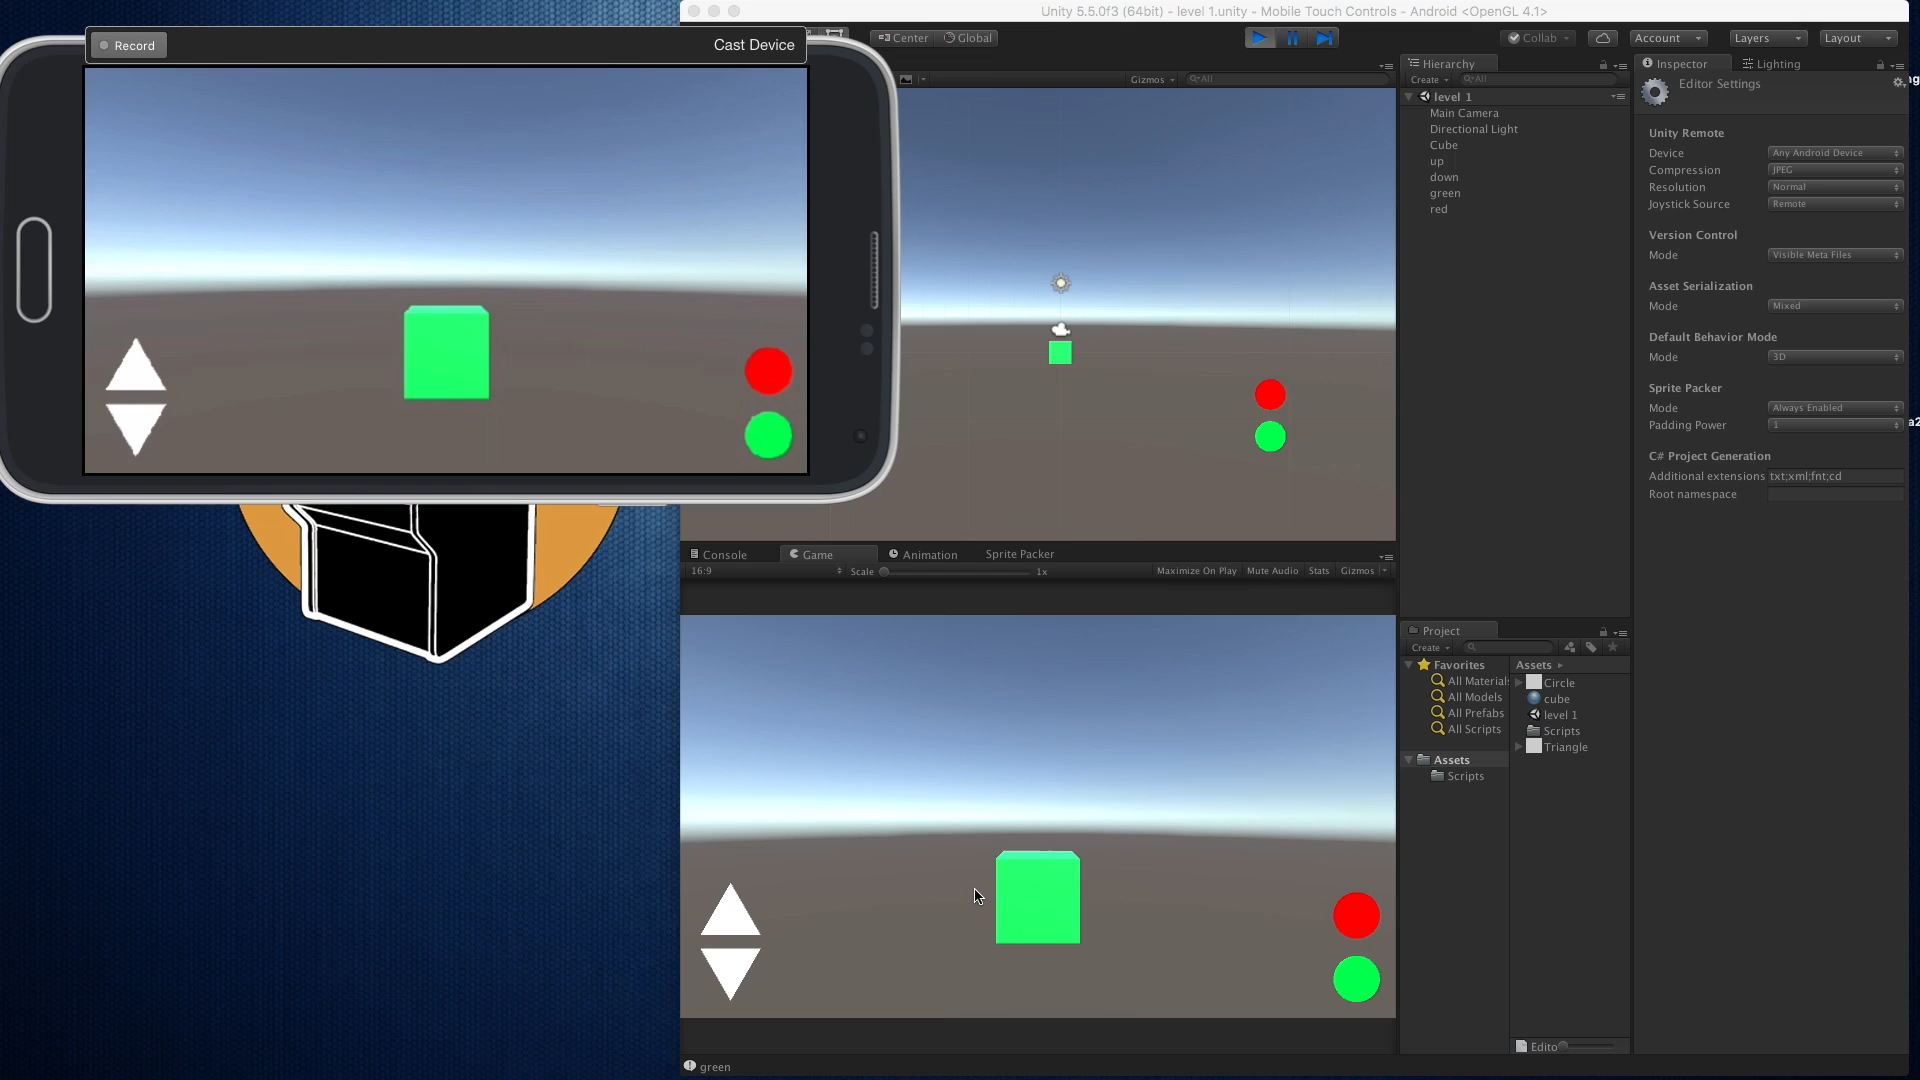 Unity 5.5.0f3 (64bit) - level 1.unity - Mobile Touch Controls - Android <OpenGL 4.1>
Record
Cast Device
Center
Global
Collab
Account
Layers
Layout
Gizmos
All
Hierarchy
Create
All
level 1
Main Camera
Directional Light
Cube
up
down
green
red
Inspector
Lighting
Editor Settings
Unity Remote
Device Any Android Device
Compression JPEG
Resolution Normal
Joystick Source Remote
Version Control
Mode Visible Meta Files
Asset Serialization
Mode Mixed
Default Behavior Mode
Mode 3D
Sprite Packer
Mode Always Enabled
Padding Power 1
C# Project Generation
Additional extensions txt;xml;fnt;cd
Root namespace
Console
Game
Animation
Sprite Packer
16:9
Scale 1x
Maximize On Play
Mute Audio
Stats
Gizmos
Project
Create
Favorites
All Materials
All Models
All Prefabs
All Scripts
Assets
Scripts
Assets
Circle
cube
level 1
Scripts
Triangle
Edito
green